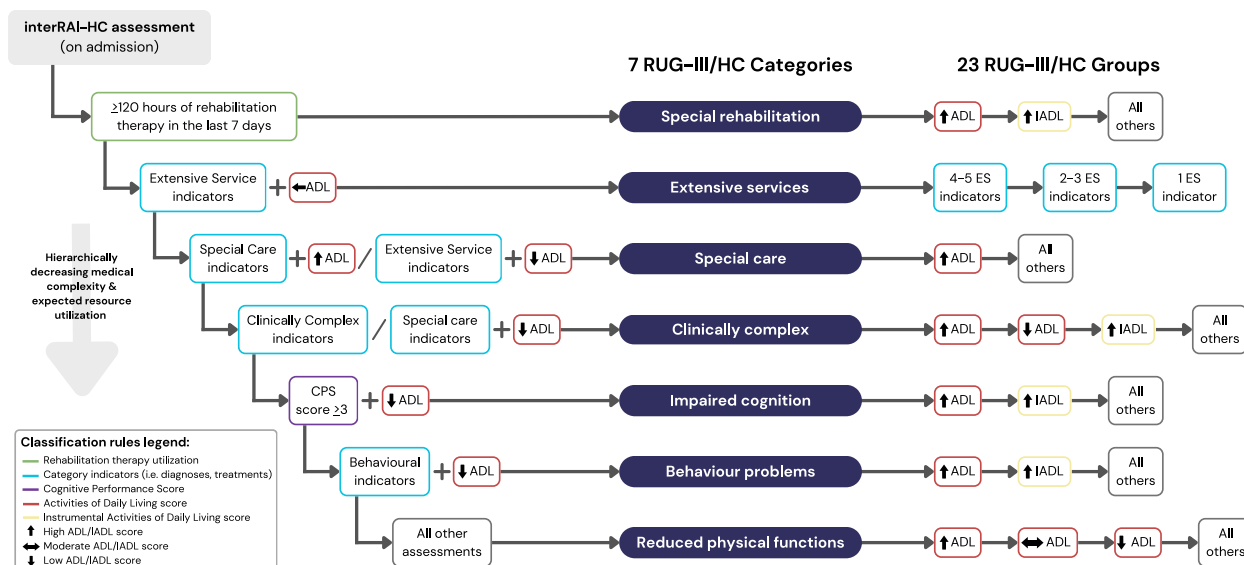 interRAI-HC assessment
(on admission)
7 RUG-III/HC Categories
23 RUG-III/HC Groups
≥120 hours of rehabilitation
therapy in the last 7 days
Special rehabilitation
ADL
IADL
All
others
Extensive Service
indicators
+
ADL
Extensive services
4-5 ES
indicators
2-3 ES
indicators
1 ES
indicator
Special Care
indicators
+
ADL
/
Extensive Service
indicators
+
ADL
Special care
ADL
All
others
Hierarchically
decreasing medical
complexity &
expected resource
utilization
Clinically Complex
indicators
/
Special care
indicators
+
ADL
Clinically complex
ADL
ADL
IADL
All
others
CPS
score ≥3
+
ADL
Impaired cognition
ADL
IADL
All
others
Behavioural
indicators
+
ADL
Behaviour problems
ADL
IADL
All
others
All other
assessments
Reduced physical functions
ADL
ADL
ADL
All
others
Classification rules legend:
Rehabilitation therapy utilization
Category indicators (i.e. diagnoses, treatments)
Cognitive Performance Score
Activities of Daily Living score
Instrumental Activities of Daily Living score
High ADL/IADL score
Moderate ADL/IADL score
Low ADL/IADL score